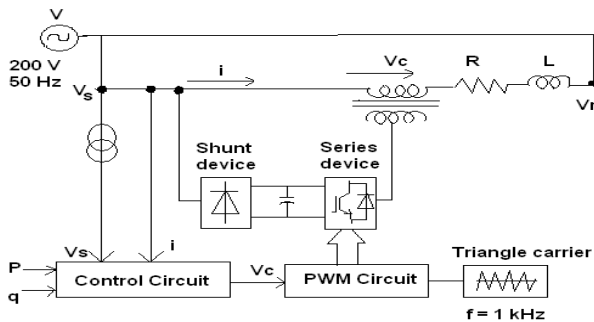 V
200 V
50 Hz
Vs
i
Vc
R
L
Vr
Shunt
device
Series
device
Vs
i
P
q
Control Circuit
Vc
PWM Circuit
Triangle carrier
f = 1 kHz